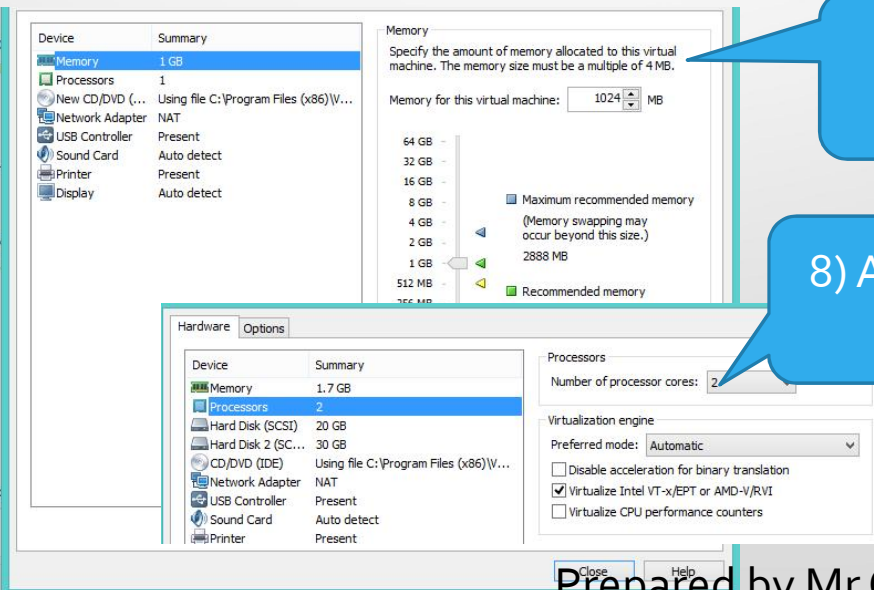 Device Summary
Memory 1 GB
Processors 1
New CD/DVD (... Using file C:\Program Files (x86)\V...
Network Adapter NAT
USB Controller Present
Sound Card Auto detect
Printer Present
Display Auto detect
Memory
Specify the amount of memory allocated to this virtual
machine. The memory size must be a multiple of 4 MB.
Memory for this virtual machine: 1024 MB
64 GB
32 GB
16 GB
8 GB
4 GB
2 GB
1 GB
512 MB
256 MB
Maximum recommended memory
(Memory swapping may
occur beyond this size.)
2888 MB
Recommended memory
8) A
Hardware Options
Device Summary
Memory 1.7 GB
Processors 2
Hard Disk (SCSI) 20 GB
Hard Disk 2 (SC... 30 GB
CD/DVD (IDE) Using file C:\Program Files (x86)\V...
Network Adapter NAT
USB Controller Present
Sound Card Auto detect
Printer Present
Processors
Number of processor cores: 2
Virtualization engine
Preferred mode: Automatic
Disable acceleration for binary translation
Virtualize Intel VT-x/EPT or AMD-V/RVI
Virtualize CPU performance counters
Close Help
Prepared by Mr.